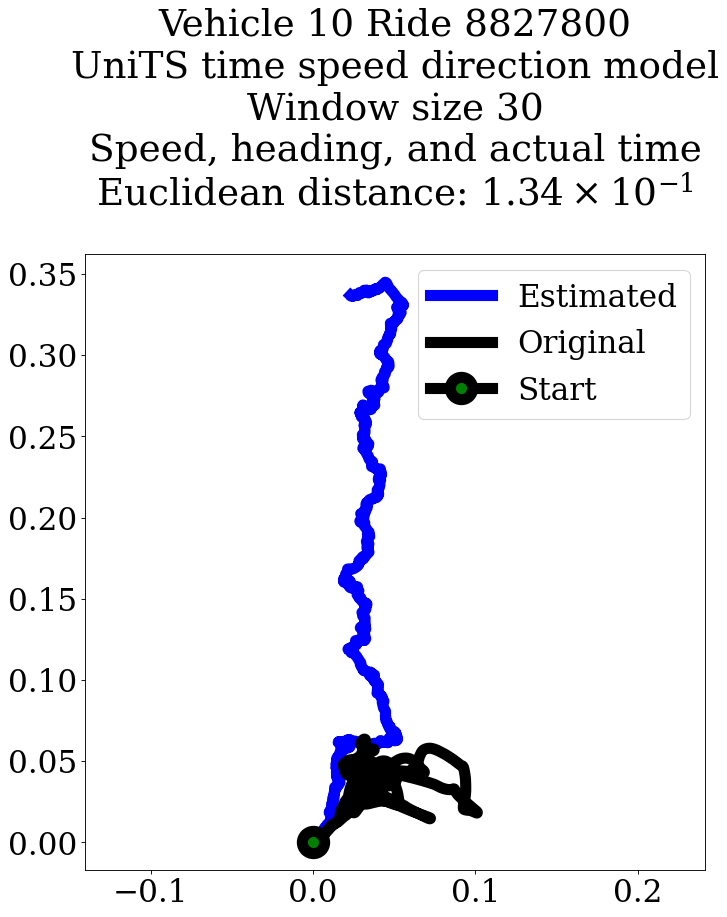 Vehicle 10 Ride 8827800
UniTS time speed direction model
Window size 30
Speed, heading, and actual time
Euclidean distance: 1.34 × 10⁻¹
0.35
0.30
0.25
0.20
0.15
0.10
0.05
0.00
−0.1
0.0
0.1
0.2
Estimated
Original
Start